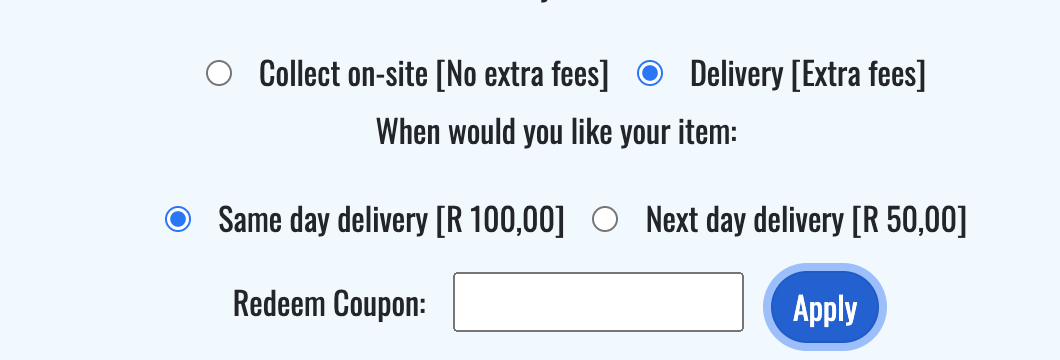 Collect on-site [No extra fees] Delivery [Extra fees]
When would you like your item:
Same day delivery [R 100,00] Next day delivery [R 50,00]
Redeem Coupon: Apply